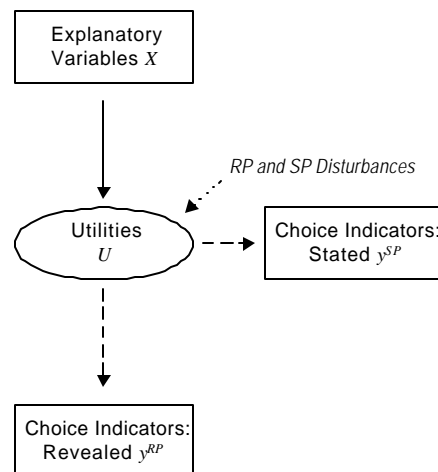 Explanatory
Variables X
RP and SP Disturbances
Utilities
U
Choice Indicators:
Stated y^SP
Choice Indicators:
Revealed y^RP